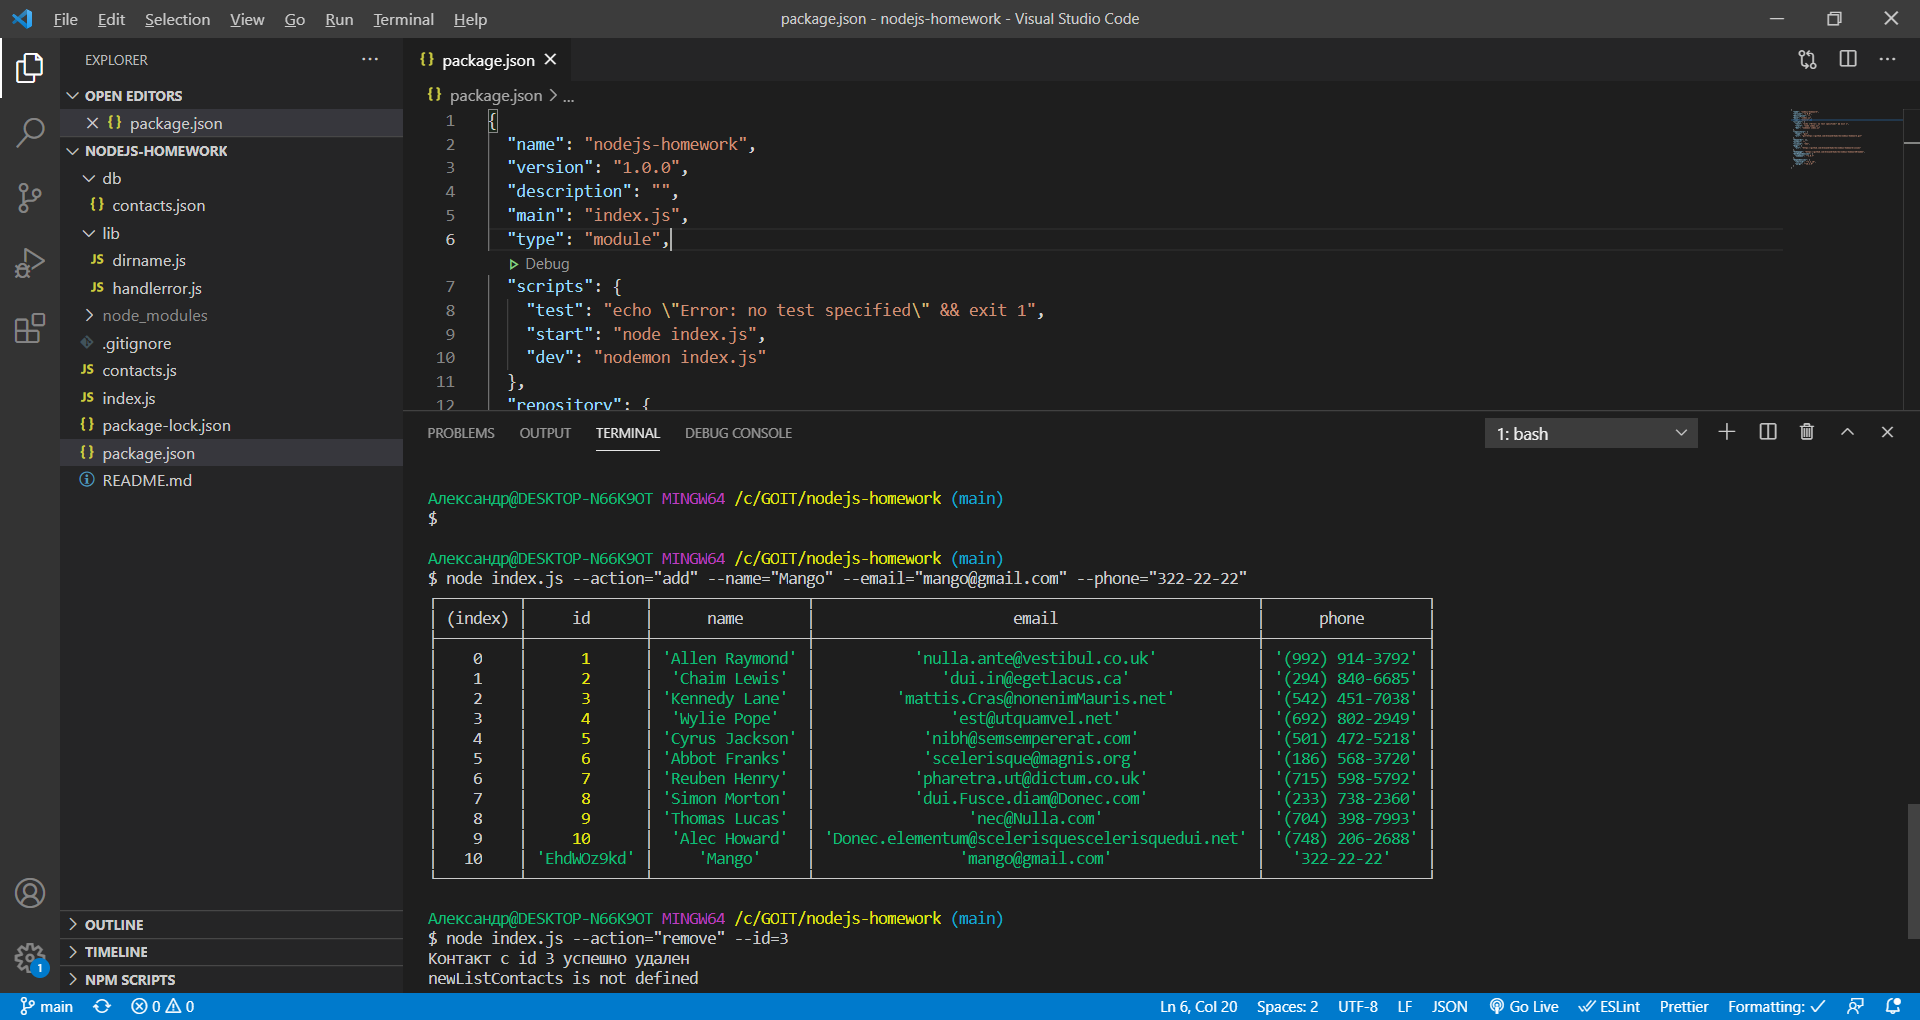 File Edit Selection View Go Run Terminal Help
package.json - nodejs-homework - Visual Studio Code
EXPLORER
OPEN EDITORS
package.json
NODEJS-HOMEWORK
db
contacts.json
lib
dirname.js
handlerror.js
node_modules
.gitignore
contacts.js
index.js
package-lock.json
package.json
README.md
OUTLINE
TIMELINE
NPM SCRIPTS
1
{} package.json
{} package.json > ...
1 {
2 "name": "nodejs-homework",
3 "version": "1.0.0",
4 "description": "",
5 "main": "index.js",
6 "type": "module",
Debug
7 "scripts": {
8 "test": "echo \"Error: no test specified\" && exit 1",
9 "start": "node index.js",
10 "dev": "nodemon index.js"
11 },
12 "repository": {
PROBLEMS OUTPUT TERMINAL DEBUG CONSOLE
1: bash
Александр@DESKTOP-N66K9OT MINGW64 /c/GOIT/nodejs-homework (main)
$
Александр@DESKTOP-N66K9OT MINGW64 /c/GOIT/nodejs-homework (main)
$ node index.js --action="add" --name="Mango" --email="mango@gmail.com" --phone="322-22-22"
(index) id name email phone
0 1 'Allen Raymond' 'nulla.ante@vestibul.co.uk' '(992) 914-3792'
1 2 'Chaim Lewis' 'dui.in@egetlacus.ca' '(294) 840-6685'
2 3 'Kennedy Lane' 'mattis.Cras@nonenimMauris.net' '(542) 451-7038'
3 4 'Wylie Pope' 'est@utquamvel.net' '(692) 802-2949'
4 5 'Cyrus Jackson' 'nibh@semsempererat.com' '(501) 472-5218'
5 6 'Abbot Franks' 'scelerisque@magnis.org' '(186) 568-3720'
6 7 'Reuben Henry' 'pharetra.ut@dictum.co.uk' '(715) 598-5792'
7 8 'Simon Morton' 'dui.Fusce.diam@Donec.com' '(233) 738-2360'
8 9 'Thomas Lucas' 'nec@Nulla.com' '(704) 398-7993'
9 10 'Alec Howard' 'Donec.elementum@scelerisquescelerisquedui.net' '(748) 206-2688'
10 'EhdWOz9kd' 'Mango' 'mango@gmail.com' '322-22-22'
Александр@DESKTOP-N66K9OT MINGW64 /c/GOIT/nodejs-homework (main)
$ node index.js --action="remove" --id=3
Контакт с id 3 успешно удален
newListContacts is not defined
main 0 0 Ln 6, Col 20 Spaces: 2 UTF-8 LF JSON Go Live ESLint Prettier Formatting: ✓